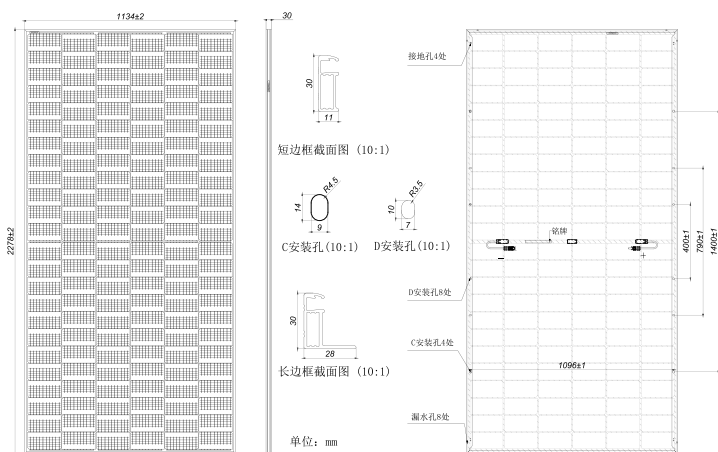 1134±2
30
2278±2
30
11
短边框截面图 (10:1)
R4.5
14
9
C安装孔(10:1)
R3.5
10
7
D安装孔(10:1)
30
28
长边框截面图 (10:1)
单位: mm
接地孔4处
铭牌
-
+
D安装孔8处
C安装孔4处
漏水孔8处
1096±1
400±1
790±1
1400±1